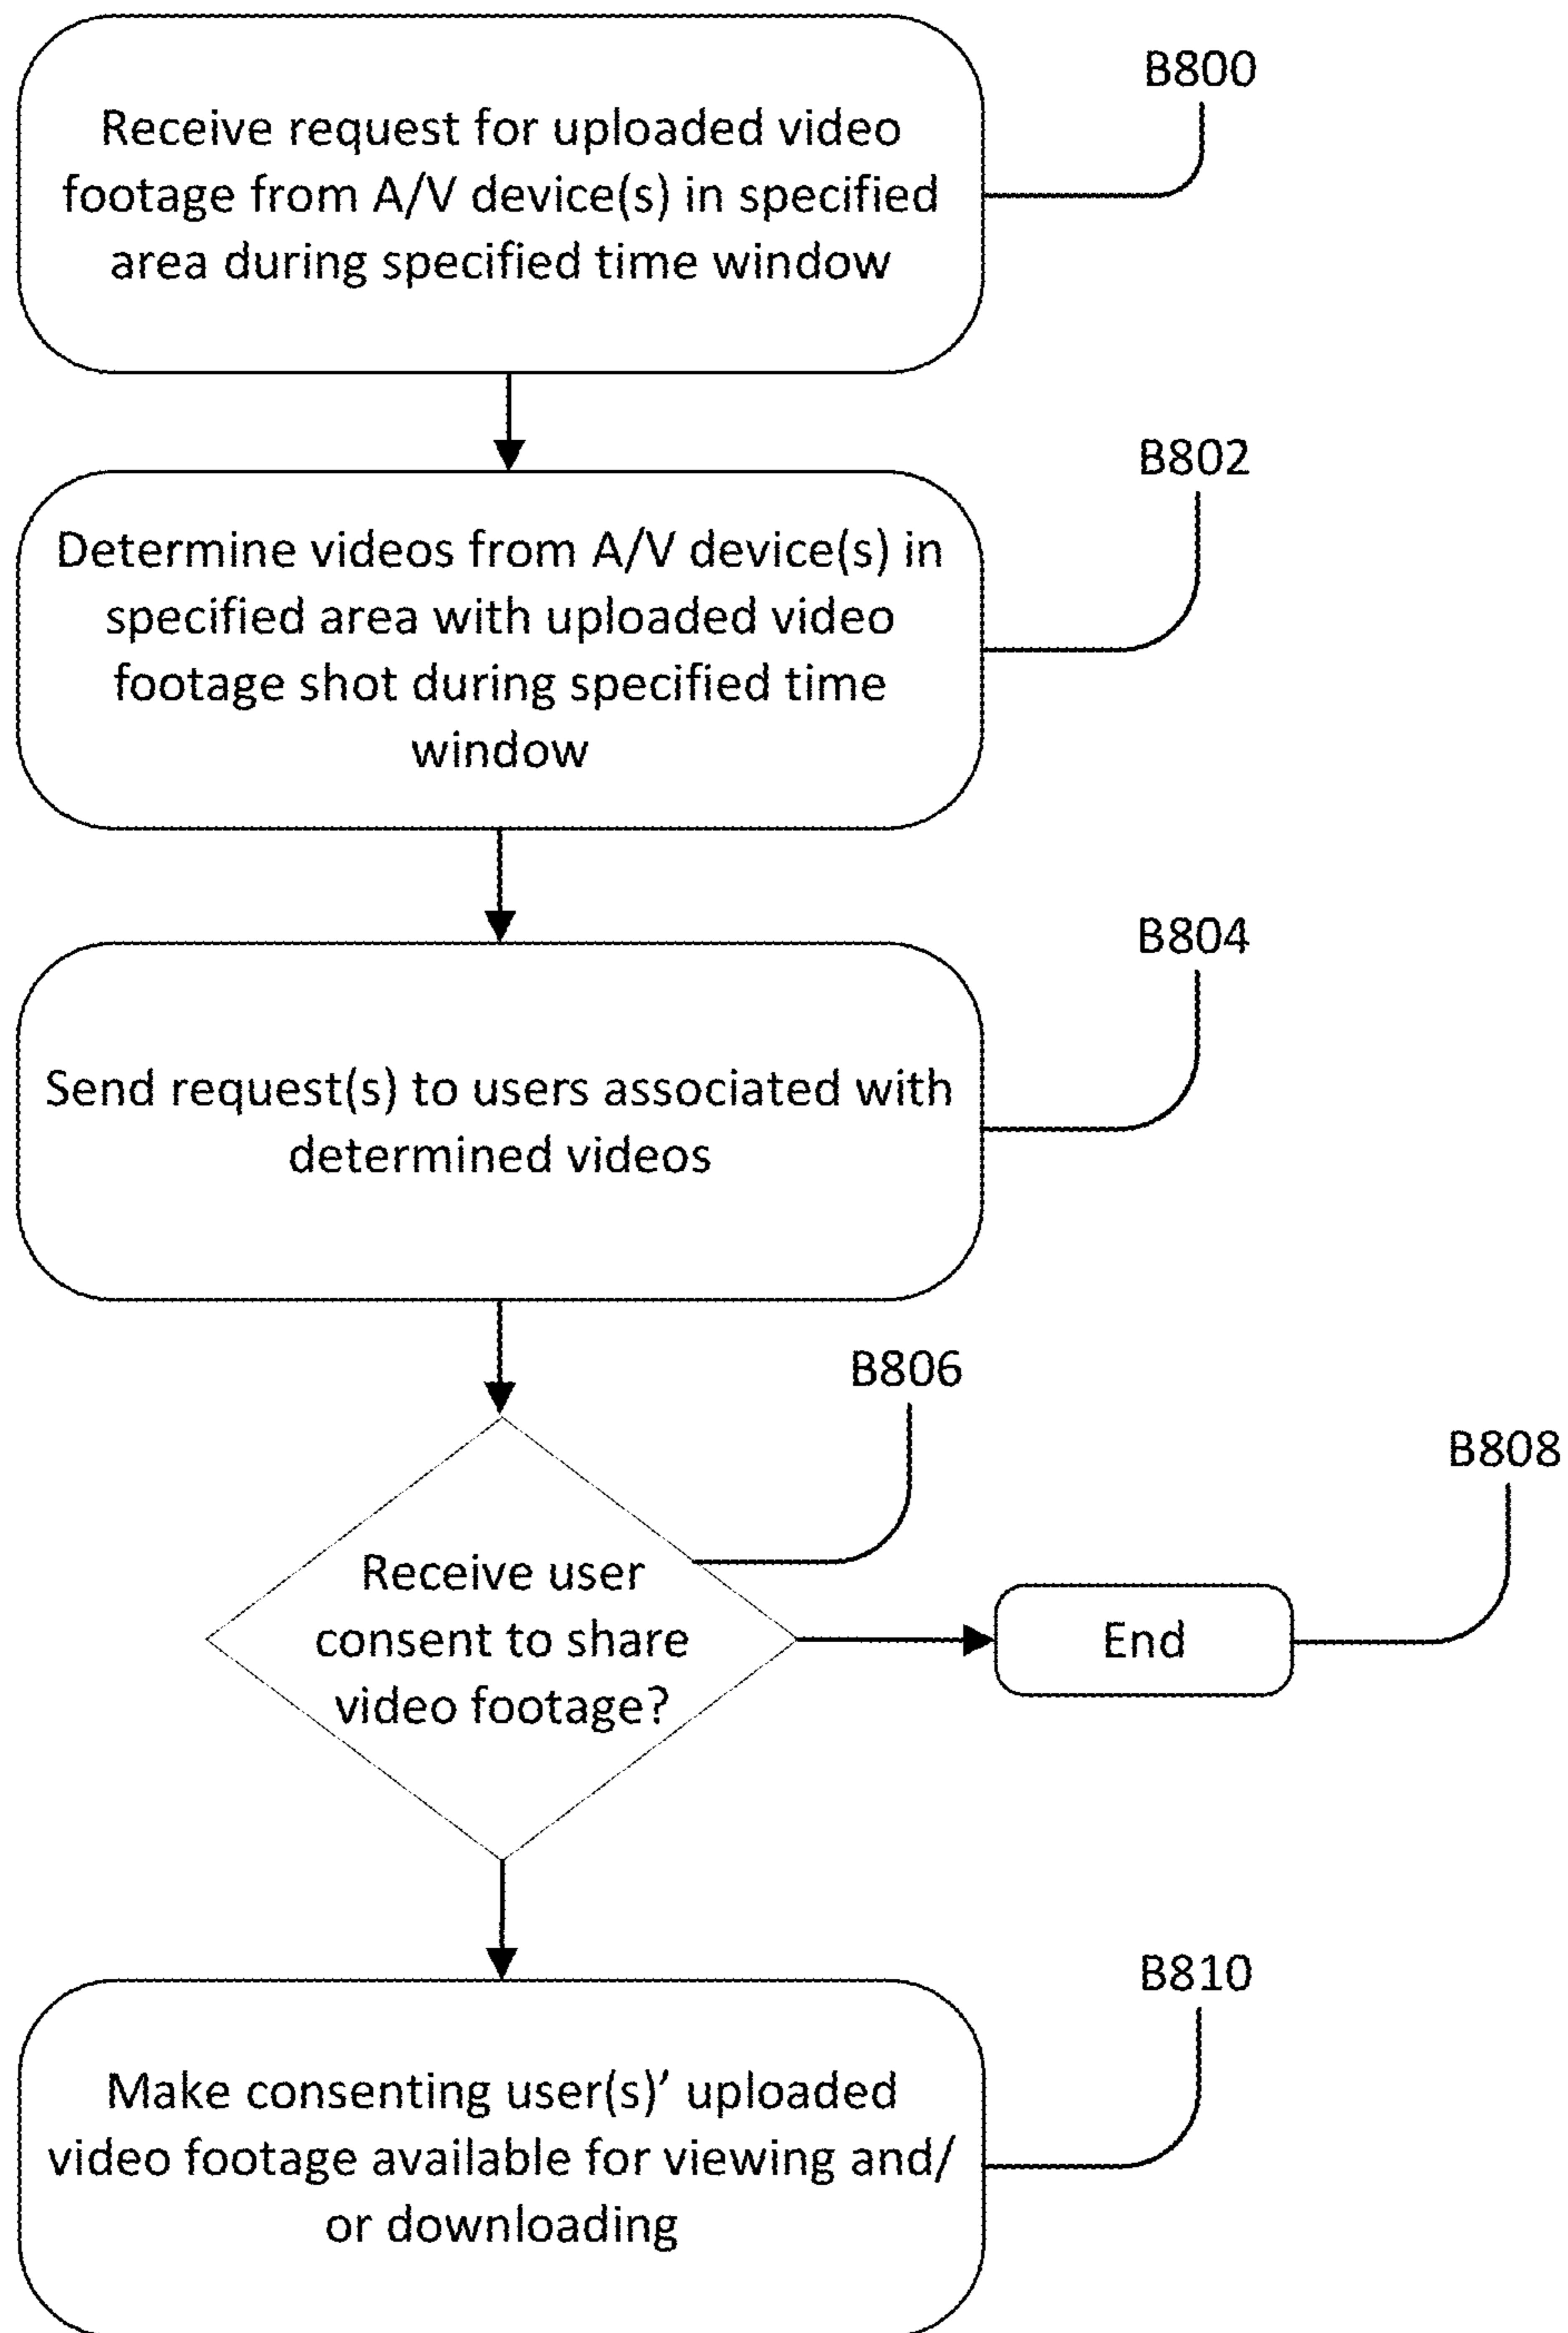 B800
Receive request for uploaded video
footage from A/V device(s) in specified
area during specified time window
B802
Determine videos from A/V device(s) in
specified area with uploaded video
footage shot during specified time
window
B804
Send request(s) to users associated with
determined videos
B806
B808
Receive user
consent to share
video footage?
End
B810
Make consenting user(s)’ uploaded
video footage available for viewing and/
or downloading